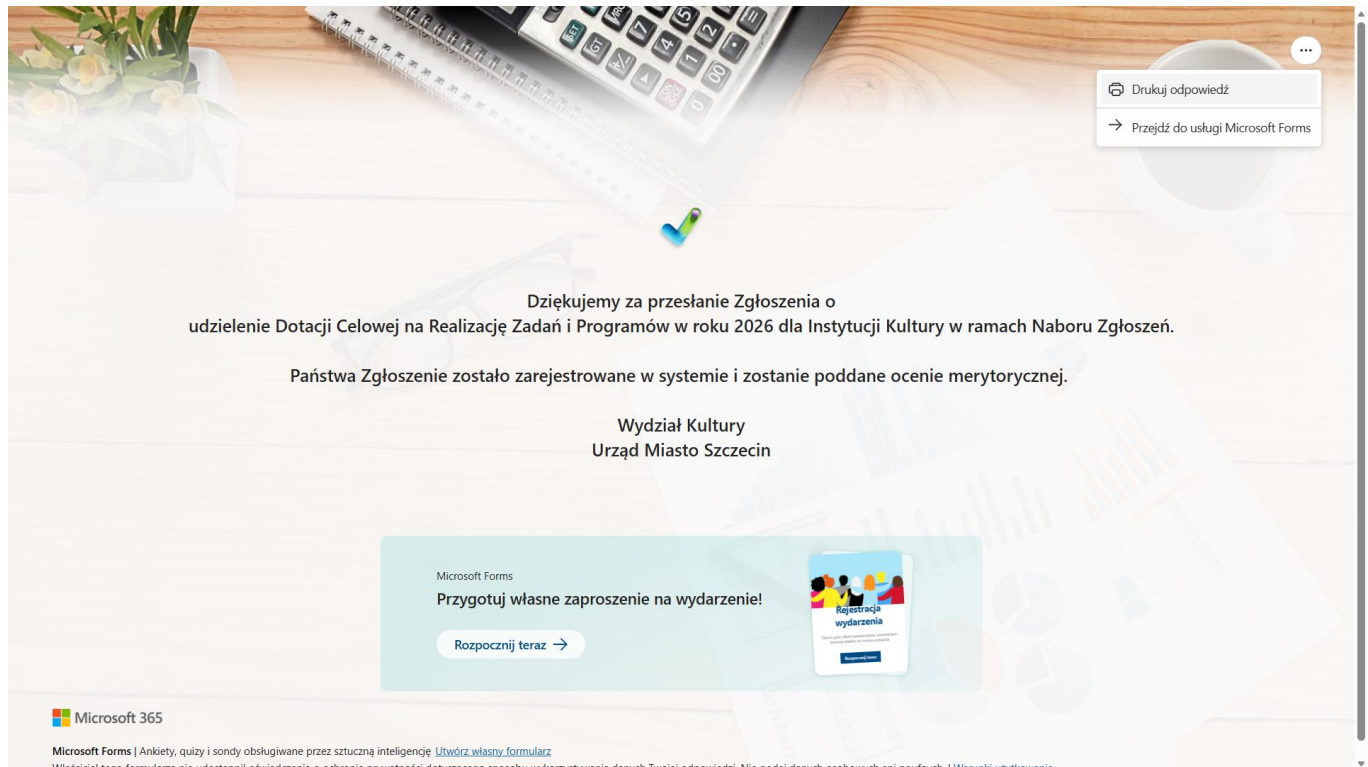 Drukuj odpowiedź
Przejdź do usługi Microsoft Forms
Dziękujemy za przesłanie Zgłoszenia o
udzielenie Dotacji Celowej na Realizację Zadań i Programów w roku 2026 dla Instytucji Kultury w ramach Naboru Zgłoszeń.
Państwa Zgłoszenie zostało zarejestrowane w systemie i zostanie poddane ocenie merytorycznej.
Wydział Kultury
Urząd Miasto Szczecin
Microsoft Forms
Przygotuj własne zaproszenie na wydarzenie!
Rozpocznij teraz
Rejestracja
wydarzenia
Rozpocznij teraz
Microsoft 365
Microsoft Forms | Ankiety, quizy i sondy obsługiwane przez sztuczną inteligencję Utwórz własny formularz